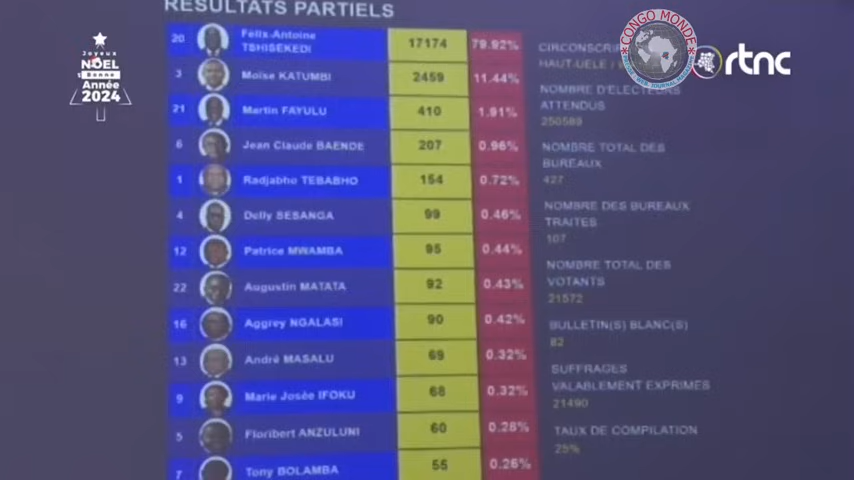 RESULTATS PARTIELS
20 Félix-Antoine TSHISEKEDI 17174 79.92%
3 Moïse KATUMBI 2459 11.44%
21 Martin FAYULU 410 1.91%
6 Jean Claude BAENDE 207 0.96%
1 Radjabho TEBABHO 154 0.72%
4 Delly SESANGA 99 0.46%
12 Patrice MWAMBA 95 0.44%
22 Augustin MATATA 92 0.43%
16 Aggrey NGALASI 90 0.42%
13 André MASALU 69 0.32%
9 Marie Josée IFOKU 68 0.32%
5 Floribert ANZULUNI 60 0.28%
7 Tony BOLAMBA 55 0.26%
HAUT-UELE /
NOMBRE D'ELECTEURS
ATTENDUS
250589
NOMBRE TOTAL DES
BUREAUX
427
NOMBRE DES BUREAUX
TRAITES
107
NOMBRE TOTAL DES
VOTANTS
21572
BULLETIN(S) BLANC(S)
82
SUFFRAGES
VALABLEMENT EXPRIMES
21490
TAUX DE COMPILATION
25%
Joyeux
NOEL
Bonne
Année
2024
CONGO MONDE
rtnc